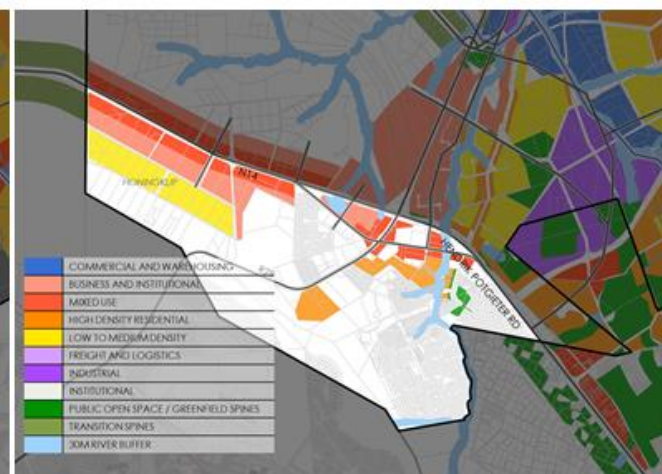 HONINGKLIP
N14
HENDRIK POTGIETER RD
COMMERCIAL AND WAREHOUSING
BUSINESS AND INSTITUTIONAL
MIXED USE
HIGH DENSITY RESIDENTIAL
LOW TO MEDIUM DENSITY
FREIGHT AND LOGISTICS
INDUSTRIAL
INSTITUTIONAL
PUBLIC OPEN SPACE / GREENFIELD SPINES
TRANSITION SPINES
30M RIVER BUFFER